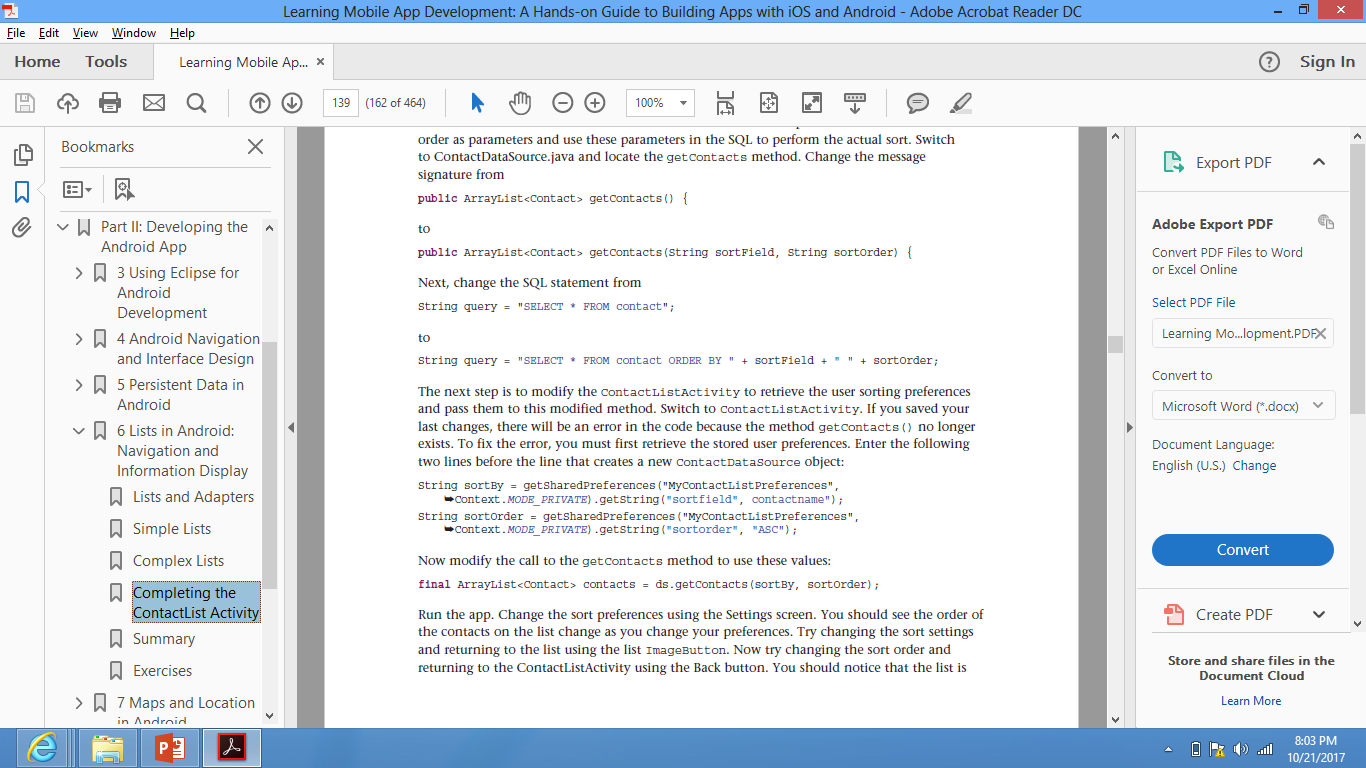 Learning Mobile App Development: A Hands-on Guide to Building Apps with iOS and Android - Adobe Acrobat Reader DC
File Edit View Window Help
Home Tools Learning Mobile Ap... × Sign In
139 (162 of 464) 100%
Bookmarks
Part II: Developing the
Android App
3 Using Eclipse for
Android
Development
4 Android Navigation
and Interface Design
5 Persistent Data in
Android
6 Lists in Android:
Navigation and
Information Display
Lists and Adapters
Simple Lists
Complex Lists
Completing the
ContactList Activity
Summary
Exercises
7 Maps and Location
in Android
order as parameters and use these parameters in the SQL to perform the actual sort. Switch
to ContactDataSource.java and locate the getContacts method. Change the message
signature from
public ArrayList<Contact> getContacts() {
to
public ArrayList<Contact> getContacts(String sortField, String sortOrder) {
Next, change the SQL statement from
String query = "SELECT * FROM contact";
to
String query = "SELECT * FROM contact ORDER BY " + sortField + " " + sortOrder;
The next step is to modify the ContactListActivity to retrieve the user sorting preferences
and pass them to this modified method. Switch to ContactListActivity. If you saved your
last changes, there will be an error in the code because the method getContacts() no longer
exists. To fix the error, you must first retrieve the stored user preferences. Enter the following
two lines before the line that creates a new ContactDataSource object:
String sortBy = getSharedPreferences("MyContactListPreferences",
➥Context.MODE_PRIVATE).getString("sortfield", contactname");
String sortOrder = getSharedPreferences("MyContactListPreferences",
➥Context.MODE_PRIVATE).getString("sortorder", "ASC");
Now modify the call to the getContacts method to use these values:
final ArrayList<Contact> contacts = ds.getContacts(sortBy, sortOrder);
Run the app. Change the sort preferences using the Settings screen. You should see the order of
the contacts on the list change as you change your preferences. Try changing the sort settings
and returning to the list using the list ImageButton. Now try changing the sort order and
returning to the ContactListActivity using the Back button. You should notice that the list is
Export PDF
Adobe Export PDF
Convert PDF Files to Word
or Excel Online
Select PDF File
Learning Mo...lopment.PDF
Convert to
Microsoft Word (*.docx)
Document Language:
English (U.S.) Change
Convert
Create PDF
Store and share files in the
Document Cloud
Learn More
8:03 PM
10/21/2017